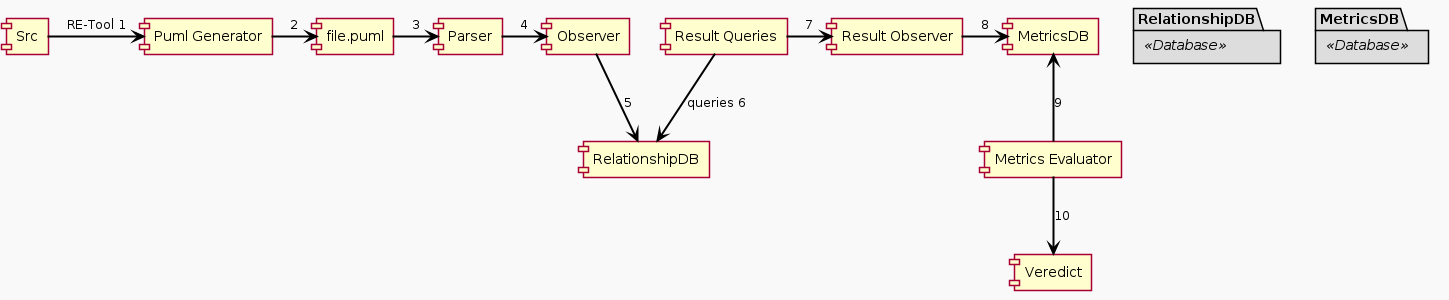 Src
RE-Tool 1
Puml Generator
2
file.puml
3
Parser
4
Observer
Result Queries
7
Result Observer
8
MetricsDB
RelationshipDB
«Database»
MetricsDB
«Database»
5
queries 6
9
RelationshipDB
Metrics Evaluator
10
Veredict